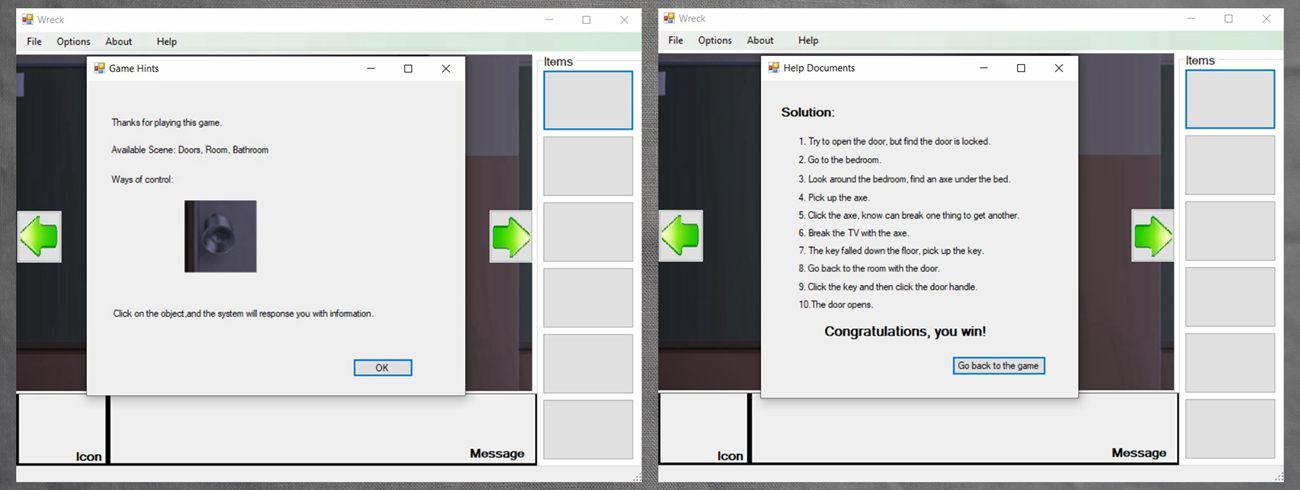 Wreck
File Options About Help
Game Hints
Thanks for playing this game.
Available Scene: Doors, Room, Bathroom
Ways of control:
Click on the object,and the system will response you with information.
OK
Items
Icon
Message
Wreck
File Options About Help
Help Documents
Solution:
1. Try to open the door, but find the door is locked.
2. Go to the bedroom.
3. Look around the bedroom, find an axe under the bed.
4. Pick up the axe.
5. Click the axe, know can break one thing to get another.
6. Break the TV with the axe.
7. The key falled down the floor, pick up the key.
8. Go back to the room with the door.
9. Click the key and then click the door handle.
10.The door opens.
Congratulations, you win!
Go back to the game
Items
Icon
Message